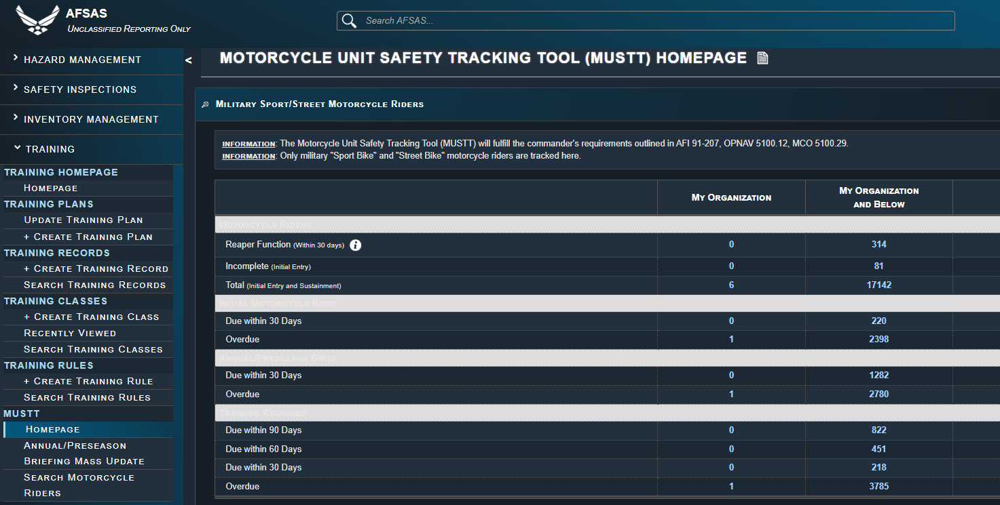 AFSAS
Unclassified Reporting Only
Search AFSAS...
HAZARD MANAGEMENT
SAFETY INSPECTIONS
INVENTORY MANAGEMENT
TRAINING
TRAINING HOMEPAGE
HOMEPAGE
TRAINING PLANS
UPDATE TRAINING PLAN
+ CREATE TRAINING PLAN
TRAINING RECORDS
+ CREATE TRAINING RECORD
SEARCH TRAINING RECORDS
TRAINING CLASSES
+ CREATE TRAINING CLASS
RECENTLY VIEWED
SEARCH TRAINING CLASSES
TRAINING RULES
+ CREATE TRAINING RULE
SEARCH TRAINING RULES
MUSTT
HOMEPAGE
ANNUAL/PRESEASON
BRIEFING MASS UPDATE
SEARCH MOTORCYCLE
RIDERS
<
MOTORCYCLE UNIT SAFETY TRACKING TOOL (MUSTT) HOMEPAGE
Military Sport/Street Motorcycle Riders
INFORMATION: The Motorcycle Unit Safety Tracking Tool (MUSTT) will fulfill the commander's requirements outlined in AFI 91-207, OPNAV 5100.12, MCO 5100.29.
INFORMATION: Only military "Sport Bike" and "Street Bike" motorcycle riders are tracked here.
My Organization
My Organization
and Below
Motorcycle Riders
Reaper Function (Within 30 days) i 0 314
Incomplete (Initial Entry) 0 81
Total (Initial Entry and Sustainment) 6 17142
Initial Motorcycle Brief
Due within 30 Days 0 220
Overdue 1 2398
Annual/Preseason Brief
Due within 30 Days 0 1282
Overdue 1 2780
Training Required
Due within 90 Days 0 822
Due within 60 Days 0 451
Due within 30 Days 0 218
Overdue 1 3785